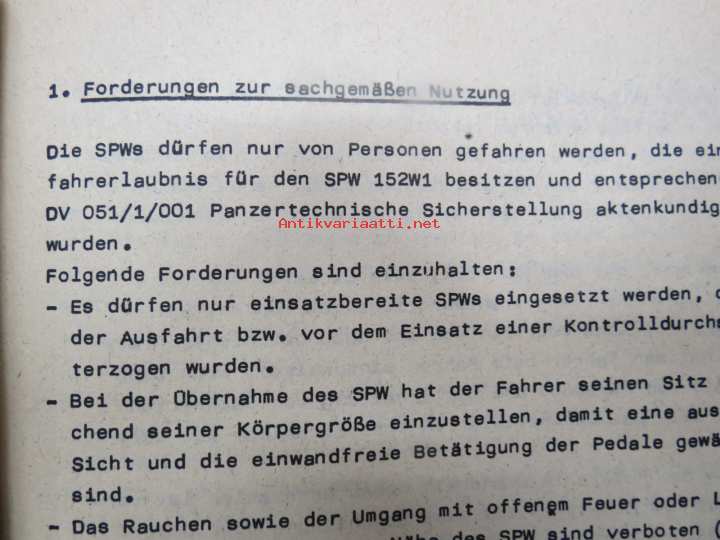 1. Forderungen zur sachgemäßen Nutzung
Die SPWs dürfen nur von Personen gefahren werden, die ein
fahrerlaubnis für den SPW 152W1 besitzen und entsprechen
DV 051/1/001 Panzertechnische Sicherstellung aktenkundig
Antikvariaatti.net
wurden.
Folgende Forderungen sind einzuhalten:
- Es dürfen nur einsatzbereite SPWs eingesetzt werden,
der Ausfahrt bzw. vor dem Einsatz einer Kontrolldurchs
terzogen wurden.
- Bei der Übernahme des SPW hat der Fahrer seinen Sitz
chend seiner Körpergröße einzustellen, damit eine aus
Sicht und die einwandfreie Betätigung der Pedale gewä
sind.
- Das Rauchen sowie der Umgang mit offenem Feuer oder L
Nähe des SPW sind verboten (